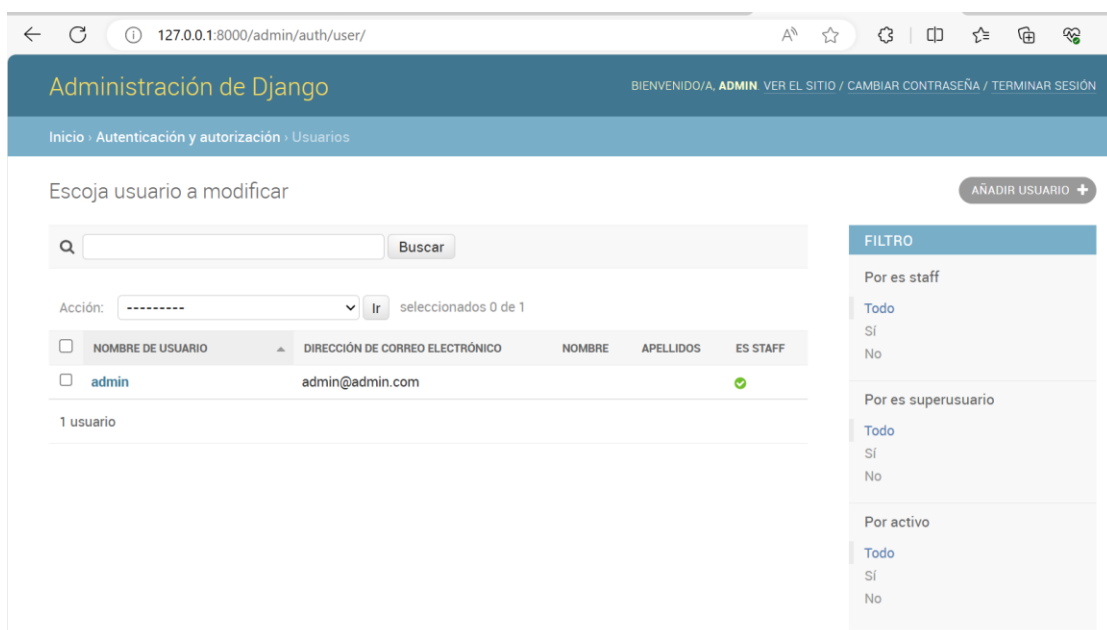 127.0.0.1:8000/admin/auth/user/
Administración de Django
BIENVENIDO/A, ADMIN. VER EL SITIO / CAMBIAR CONTRASEÑA / TERMINAR SESIÓN
Inicio › Autenticación y autorización › Usuarios
Escoja usuario a modificar
AÑADIR USUARIO +
Buscar
Acción: --------- Ir seleccionados 0 de 1
NOMBRE DE USUARIO DIRECCIÓN DE CORREO ELECTRÓNICO NOMBRE APELLIDOS ES STAFF
admin admin@admin.com
1 usuario
FILTRO
Por es staff
Todo
Sí
No
Por es superusuario
Todo
Sí
No
Por activo
Todo
Sí
No